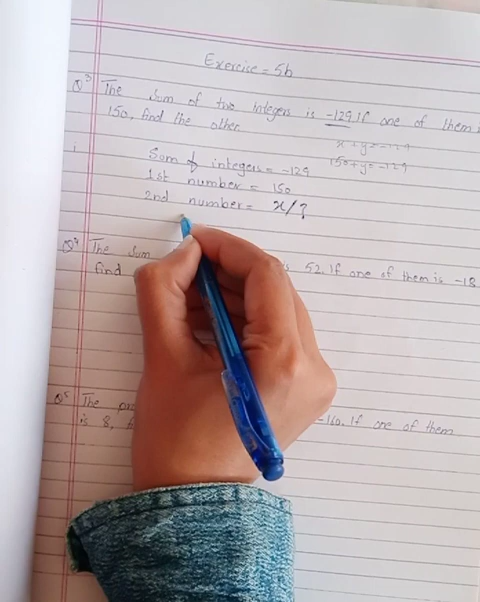 Exercise = 5b
Q3 The sum of two integers is -129. If one of them is
150, find the other.
x + y = -129
150 + y = -129
Sum of integers = -129
1st number = 150
2nd number = x/?
Q4 The sum
is 52. If one of them is -18
find
Q5 The pro
-160. If one of them
is 8,